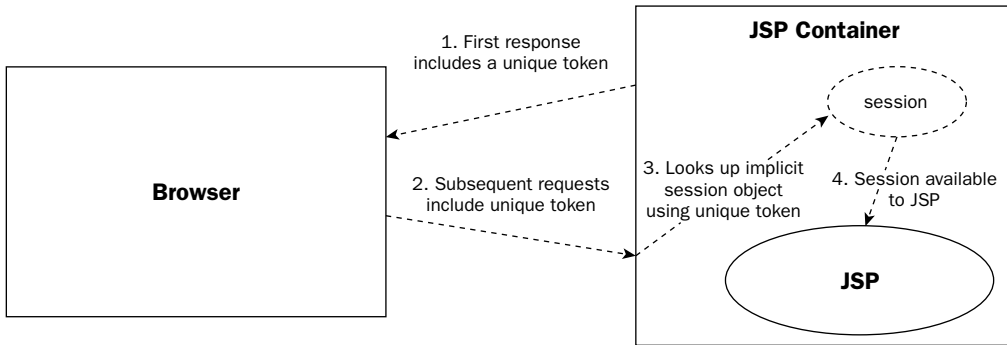 JSP Container
1. First response
includes a unique token
session
Browser
2. Subsequent requests
include unique token
3. Looks up implicit
session object
using unique token
4. Session available
to JSP
JSP